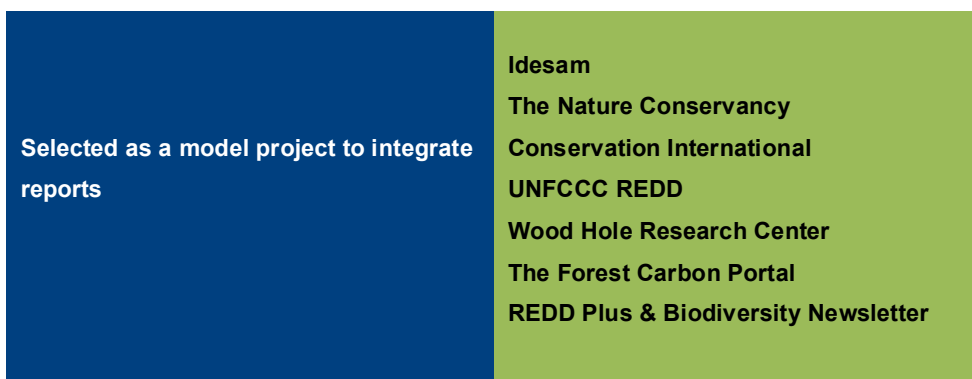 Selected as a model project to integrate
reports
Idesam
The Nature Conservancy
Conservation International
UNFCCC REDD
Wood Hole Research Center
The Forest Carbon Portal
REDD Plus & Biodiversity Newsletter